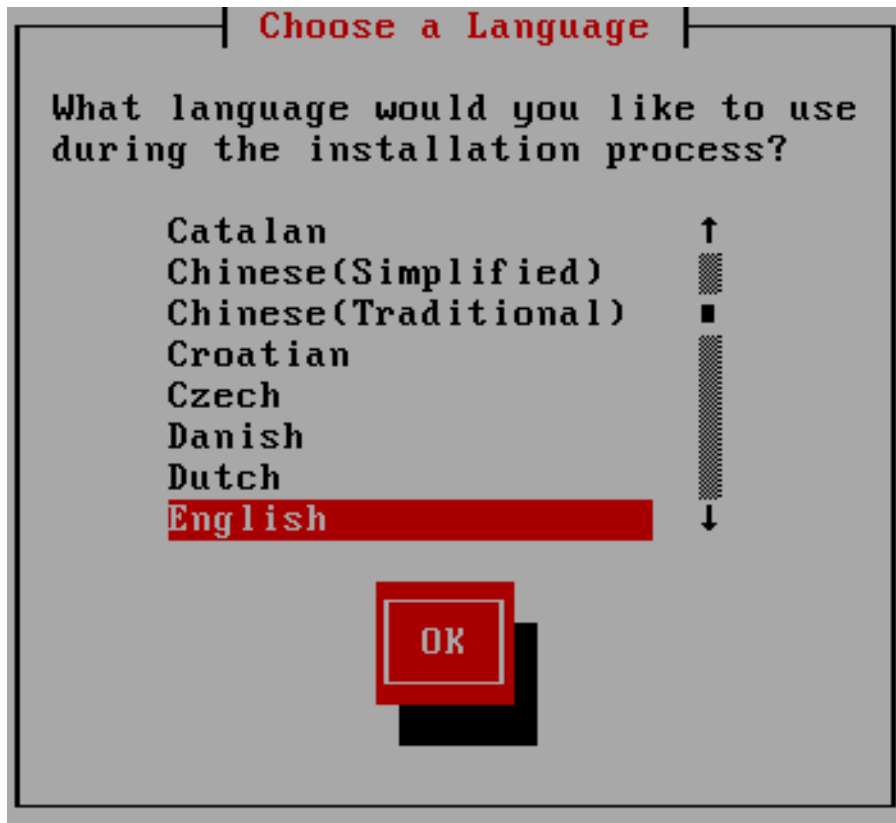 Choose a Language
What language would you like to use
during the installation process?
Catalan
Chinese(Simplified)
Chinese(Traditional)
Croatian
Czech
Danish
Dutch
English
OK